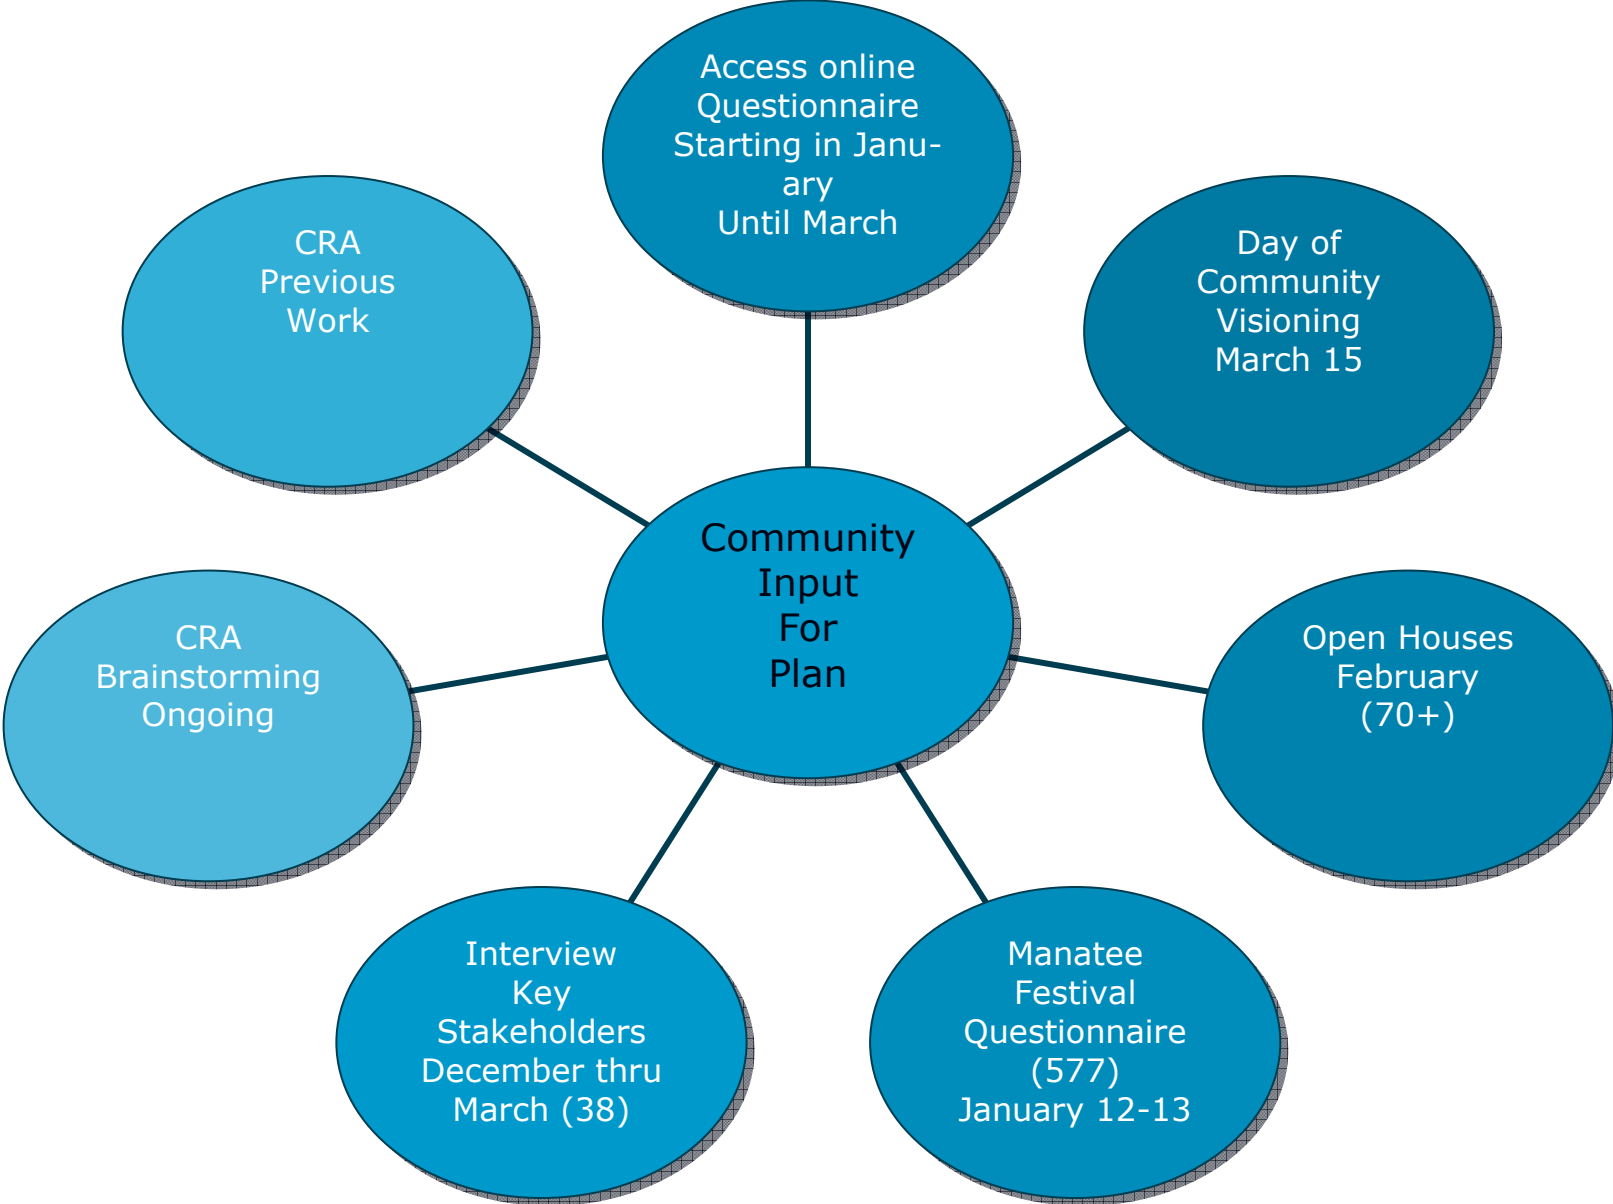 Access online
Questionnaire
Starting in Janu-
ary
Until March
CRA
Previous
Work
Day of
Community
Visioning
March 15
Community
Input
For
Plan
CRA
Brainstorming
Ongoing
Open Houses
February
(70+)
Interview
Key
Stakeholders
December thru
March (38)
Manatee
Festival
Questionnaire
(577)
January 12-13